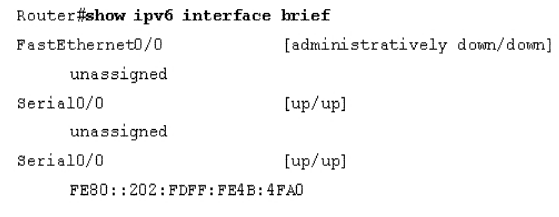 Router#show ipv6 interface brief
FastEthernet0/0 [administratively down/down]
unassigned
Serial0/0 [up/up]
unassigned
Serial0/0 [up/up]
FE80::202:FDFF:FE4B:4FA0